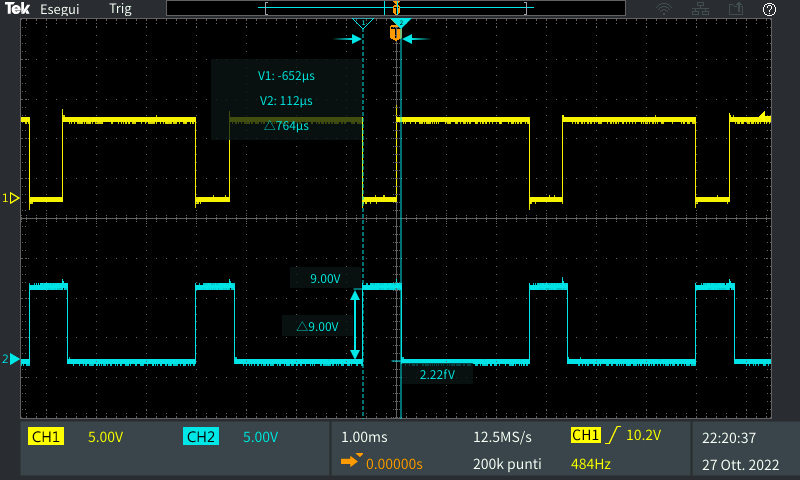 Tek Esegui Trig ?
T
1 2
T
V1: -652µs
V2: 112µs
△764µs
1
9.00V
△9.00V
2
2.22fV
CH1 5.00V CH2 5.00V 1.00ms 12.5MS/s CH1 10.2V 22:20:37
0.00000s 200k punti 484Hz 27 Ott. 2022